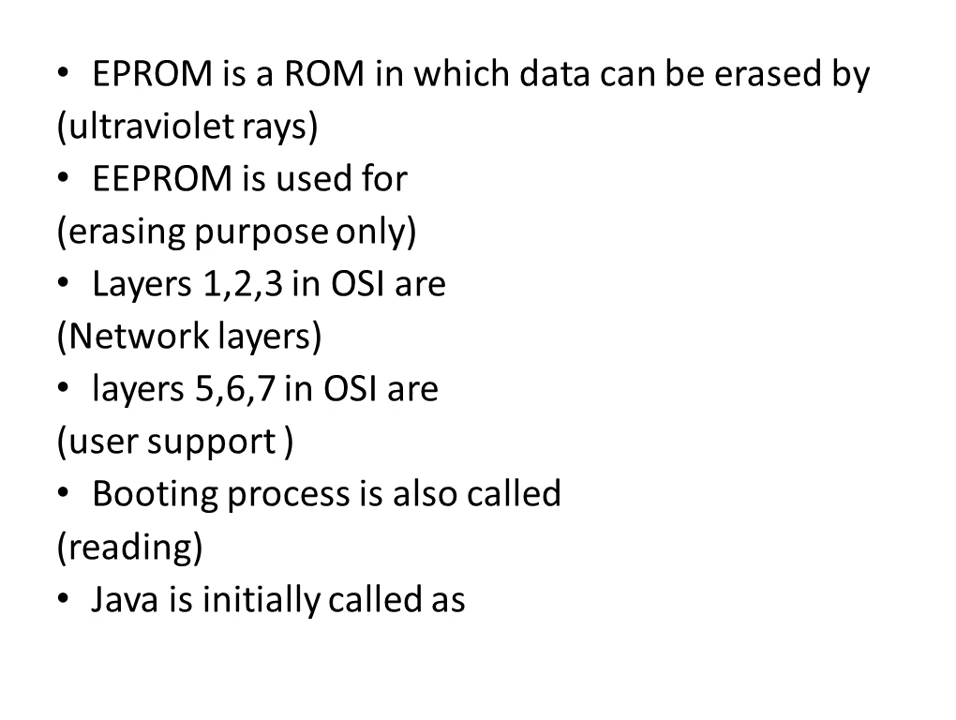 • EPROM is a ROM in which data can be erased by
(ultraviolet rays)
• EEPROM is used for
(erasing purpose only)
• Layers 1,2,3 in OSI are
(Network layers)
• layers 5,6,7 in OSI are
(user support )
• Booting process is also called
(reading)
• Java is initially called as